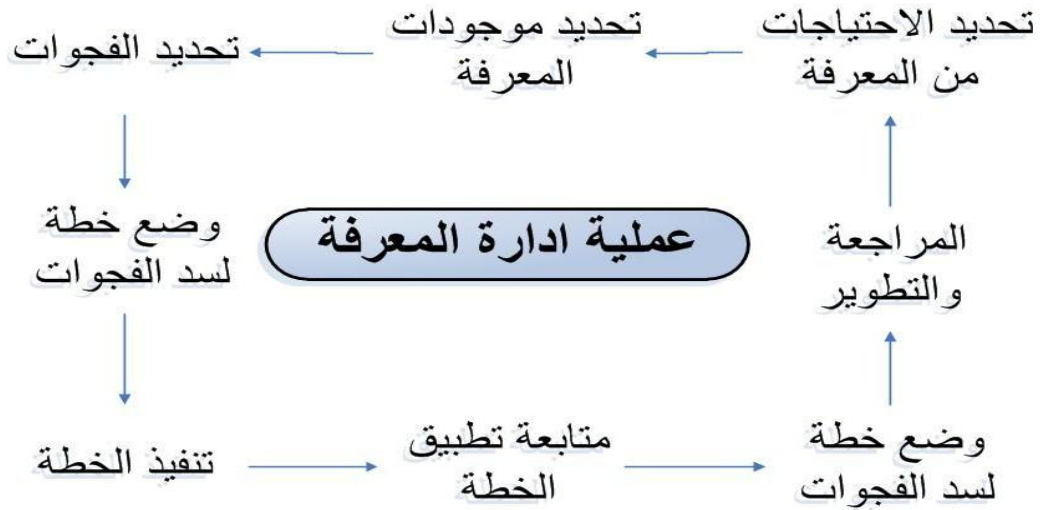 تحديد الاحتياجات
من المعرفة
تحديد موجودات
المعرفة
تحديد الفجوات
وضع خطة
لسد الفجوات
تنفيذ الخطة
متابعة تطبيق
الخطة
وضع خطة
لسد الفجوات
المراجعة
والتطوير
عملية ادارة المعرفة